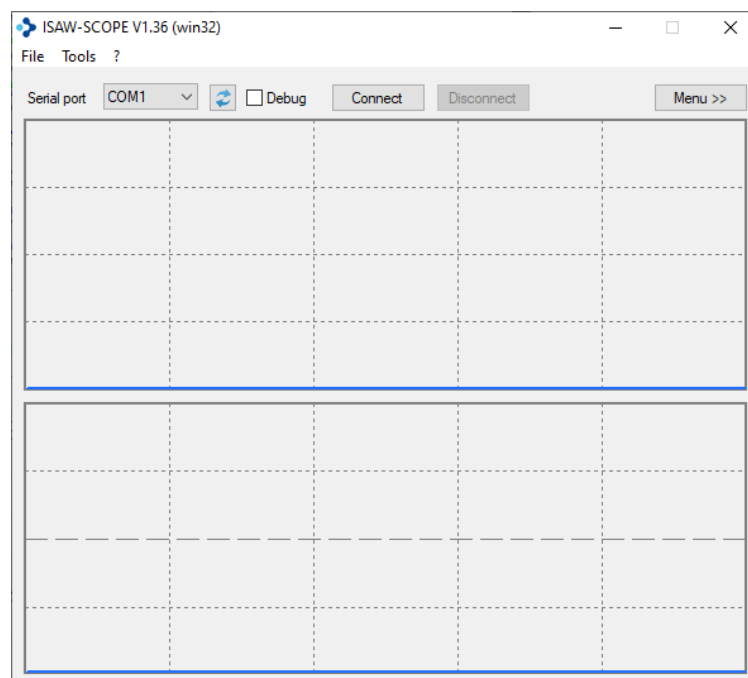 ISAW-SCOPE V1.36 (win32)
File Tools ?
Serial port COM1 Debug Connect Disconnect Menu >>